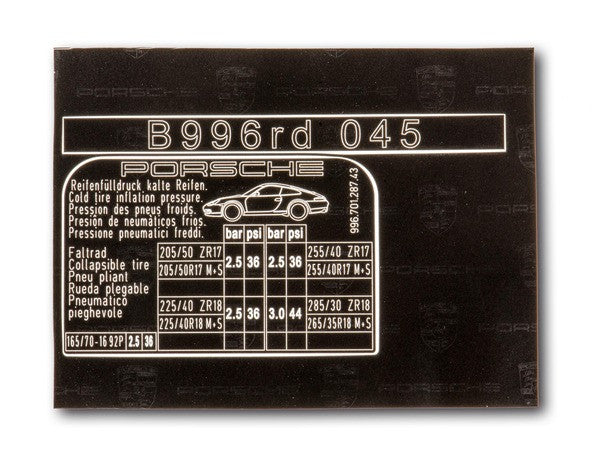 B996rd 045
PORSCHE
Reifenfülldruck kalte Reifen.
Cold tire inflation pressure.
Pression des pneus froids.
Presión de neumáticos frios.
Pressione pneumatici freddi.
996.701.287.43
bar psi bar psi
205/50 ZR17 2.5 36 2.5 36 255/40 ZR17
205/50R17 M+S 255/40R17 M+S
225/40 ZR18 2.5 36 3.0 44 285/30 ZR18
225/40R18 M+S 265/35R18 M+S
Faltrad
Collapsible tire
Pneu pliant
Rueda plegable
Pneumatico
pieghevole
165/70-16 92P 2.5 36